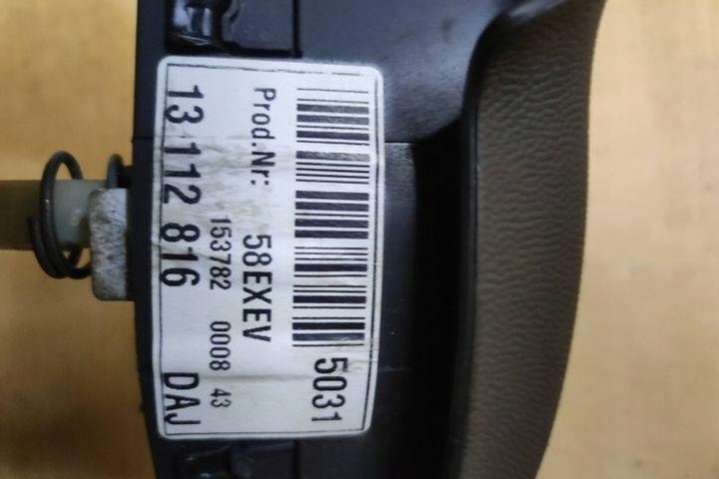 5031
Prod.Nr: 58EXEV
153782 0008 43
13 112 816 DAJ